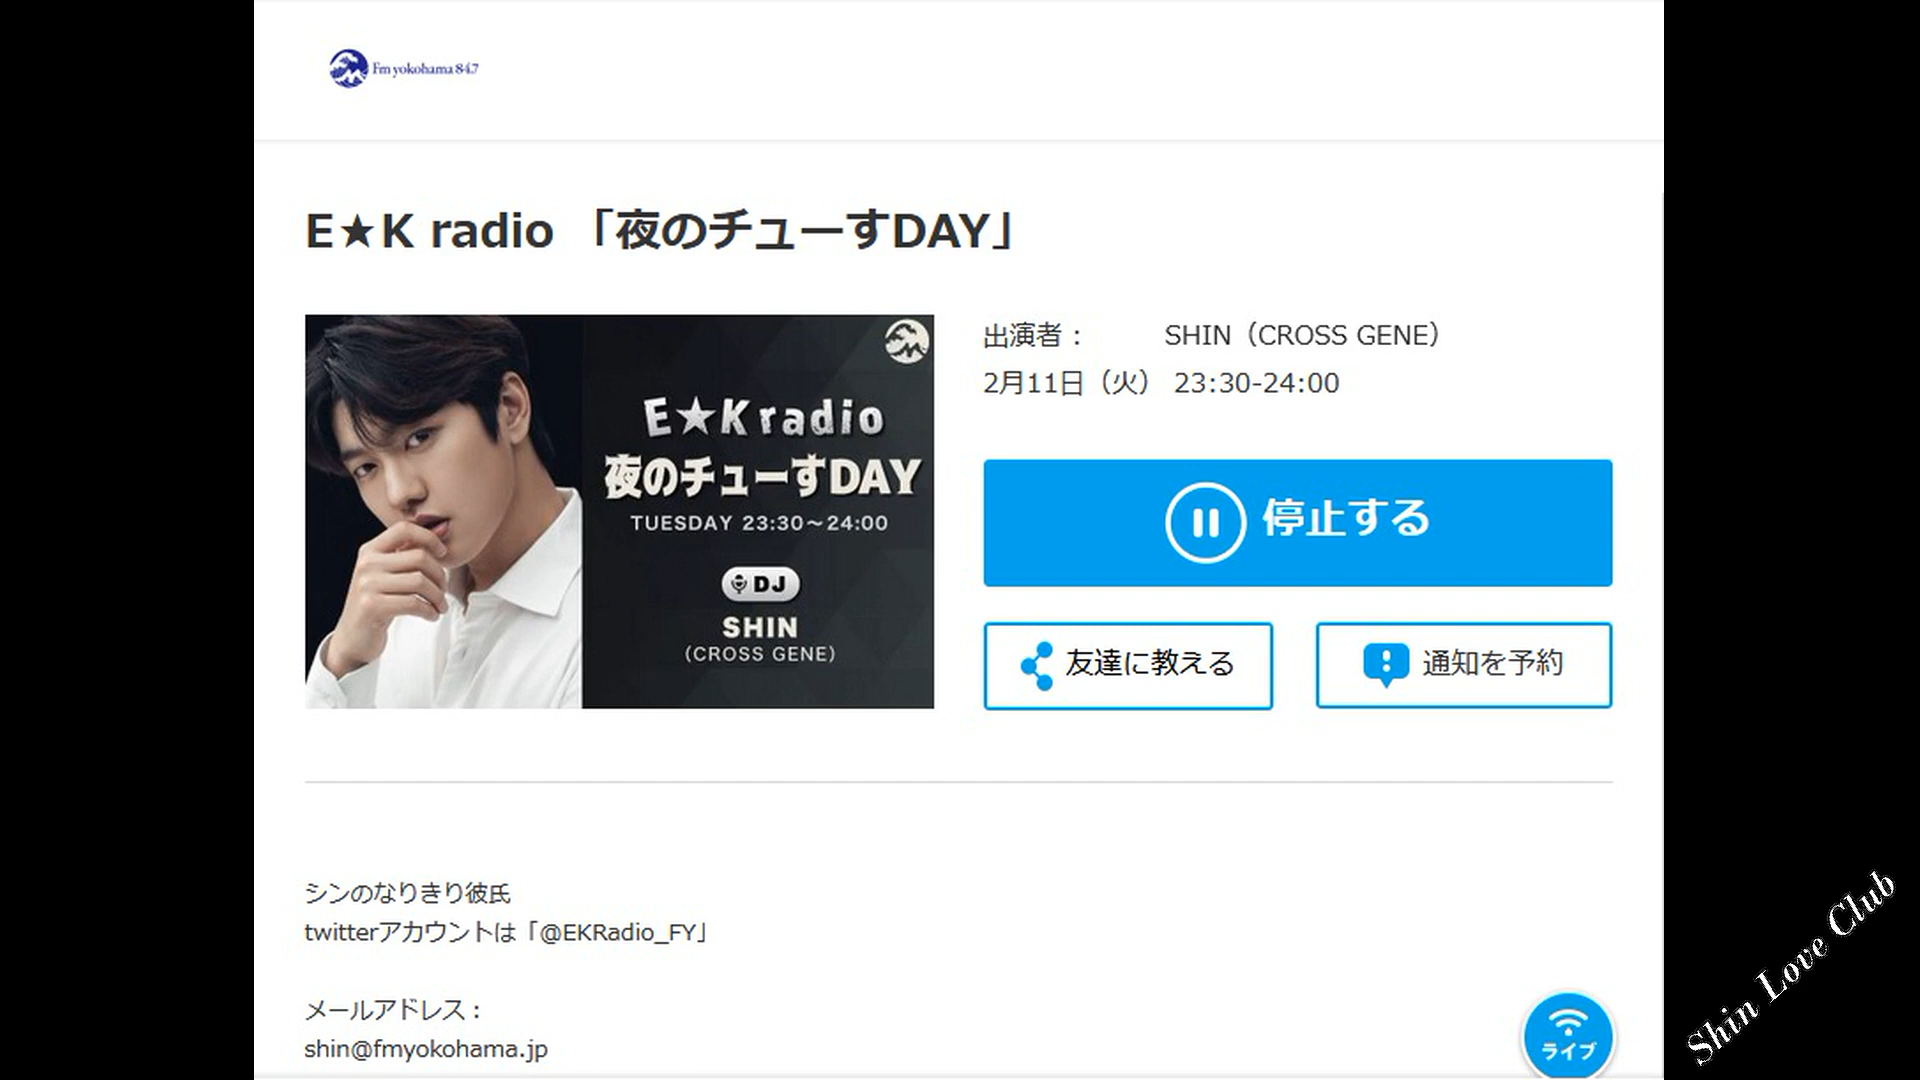 Fm yokohama 84.7
E★K radio 「夜のチューすDAY」
E★K radio
夜のチューすDAY
TUESDAY 23:30～24:00
DJ
SHIN
（CROSS GENE）
出演者： SHIN（CROSS GENE）
2月11日（火） 23:30-24:00
停止する
友達に教える
通知を予約
シンのなりきり彼氏
twitterアカウントは「@EKRadio_FY」
メールアドレス：
shin@fmyokohama.jp
ライブ
Shin Love Club